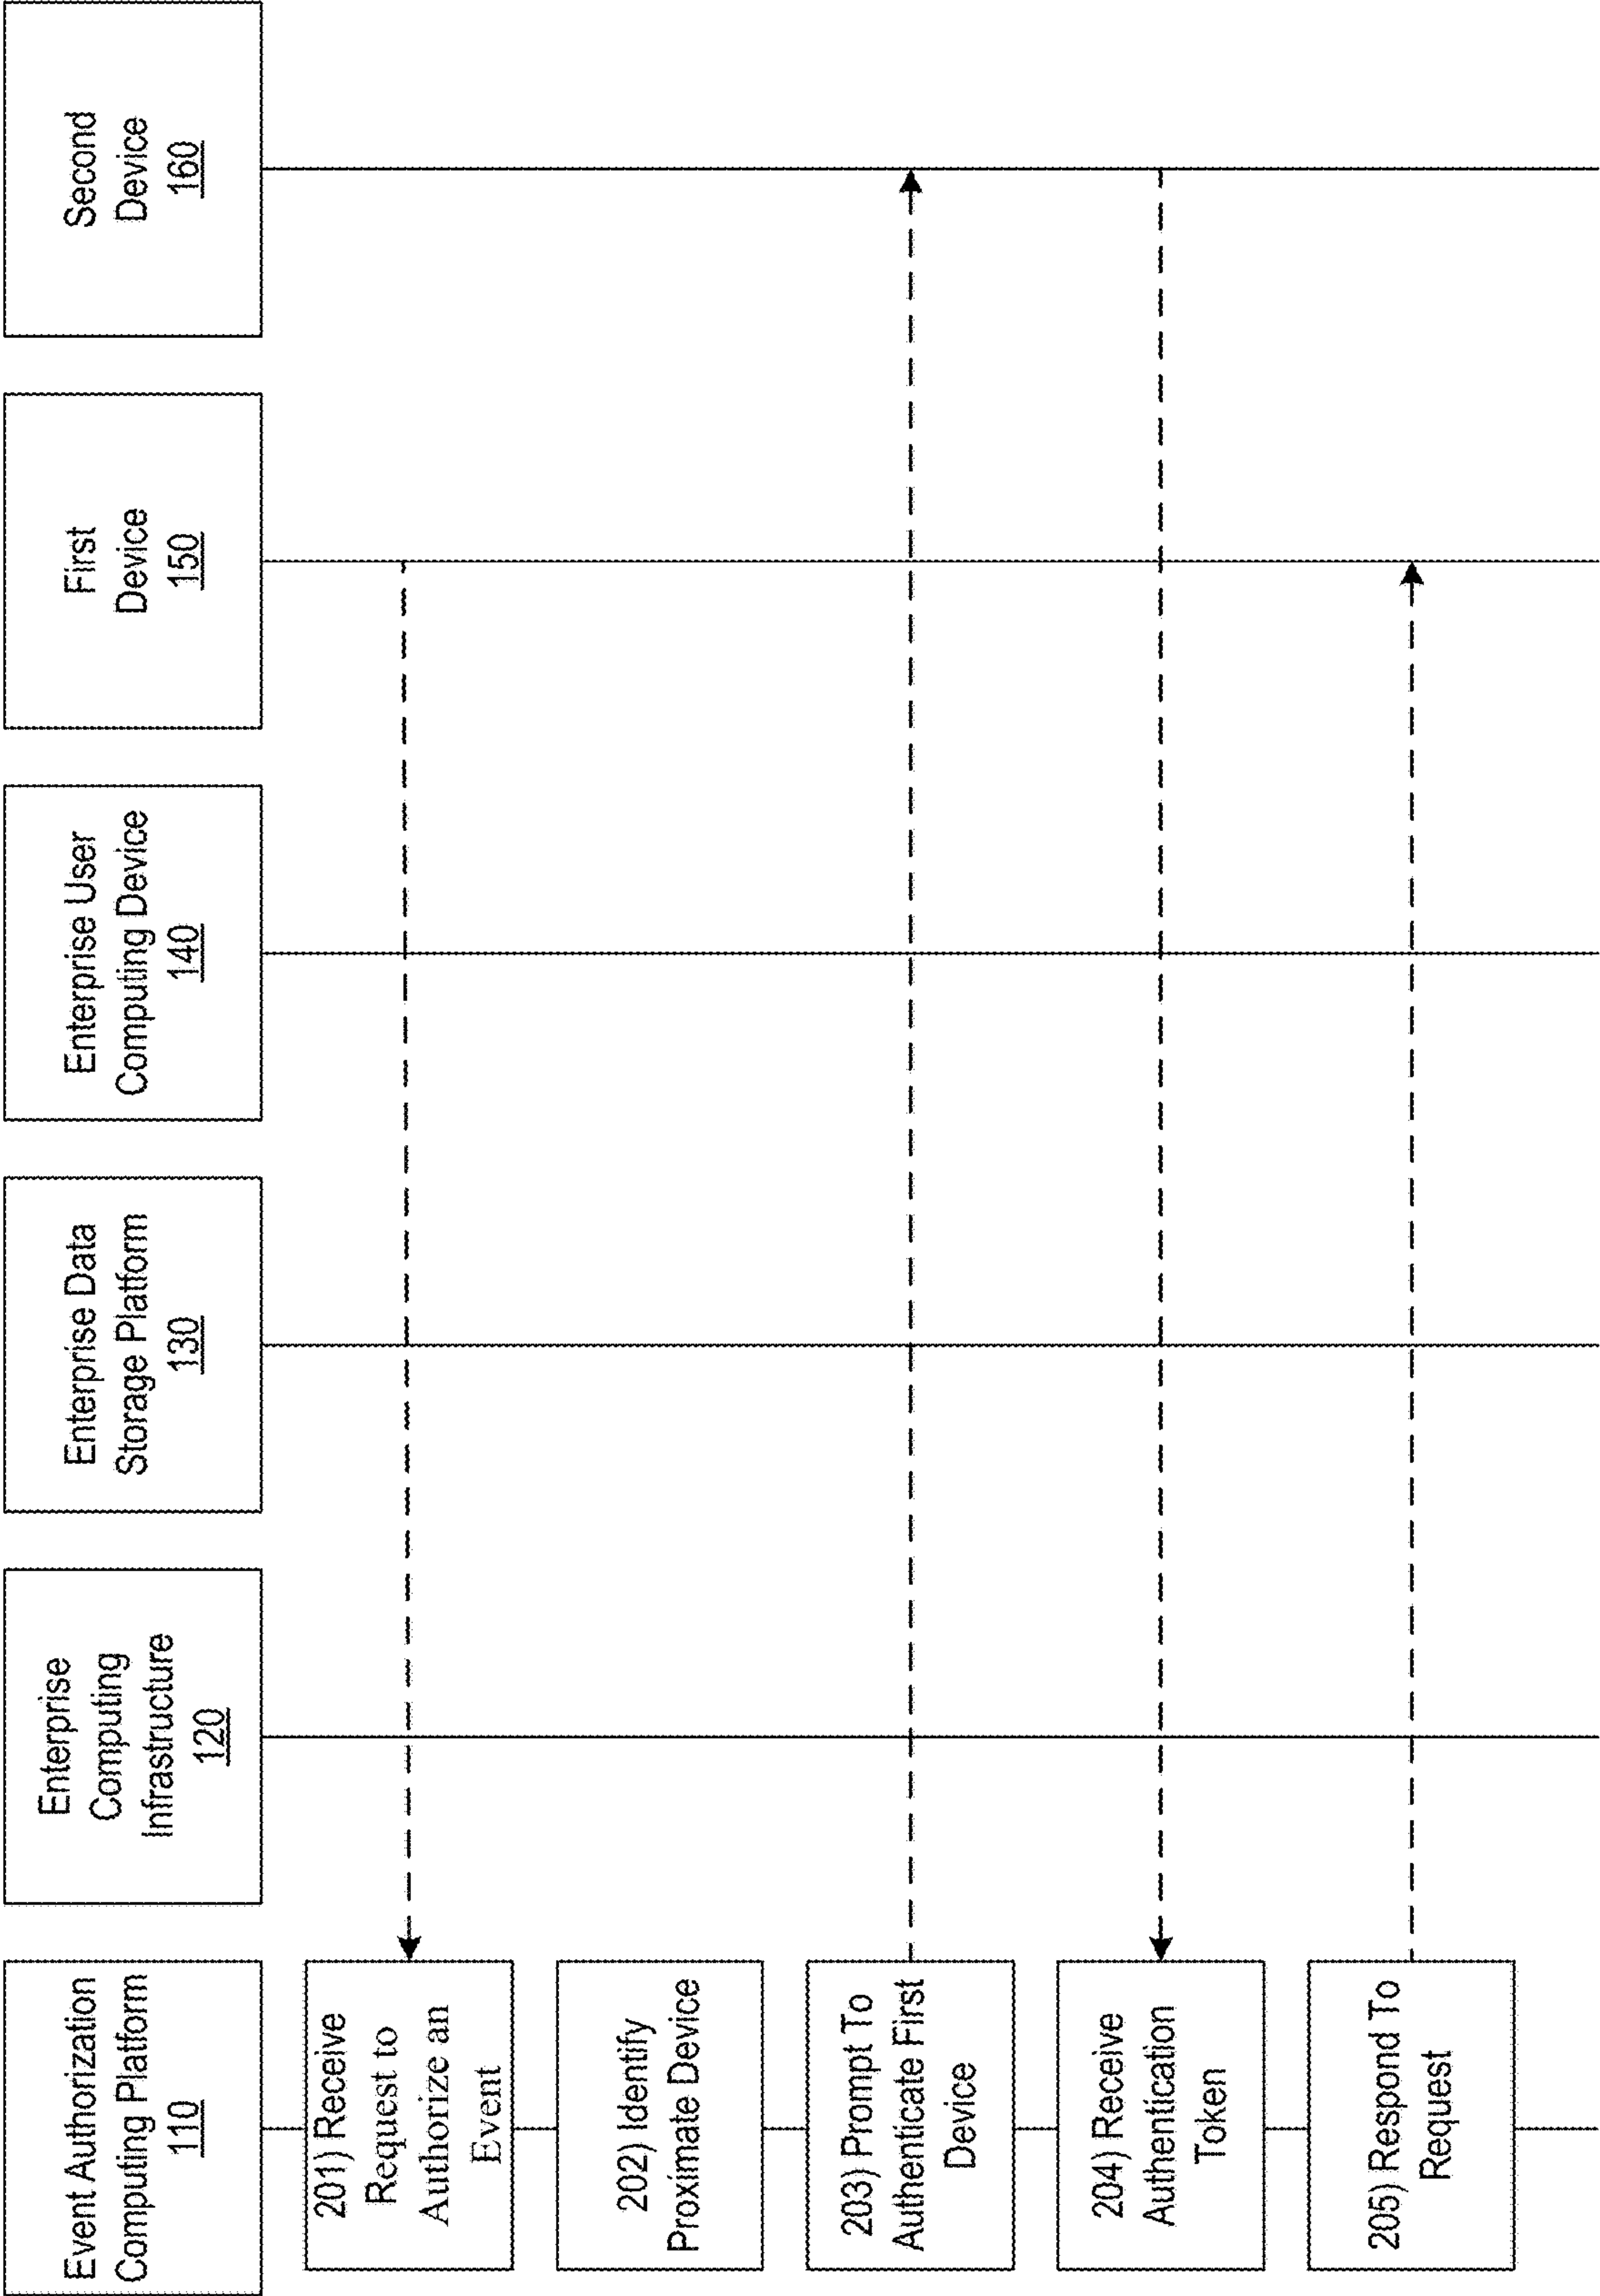 Event Authorization
Computing Platform
110
Enterprise
Computing
Infrastructure
120
Enterprise Data
Storage Platform
130
Enterprise User
Computing Device
140
First
Device
150
Second
Device
160
201) Receive
Request to
Authorize an
Event
202) Identify
Proximate Device
203) Prompt To
Authenticate First
Device
204) Receive
Authentication
Token
205) Respond To
Request